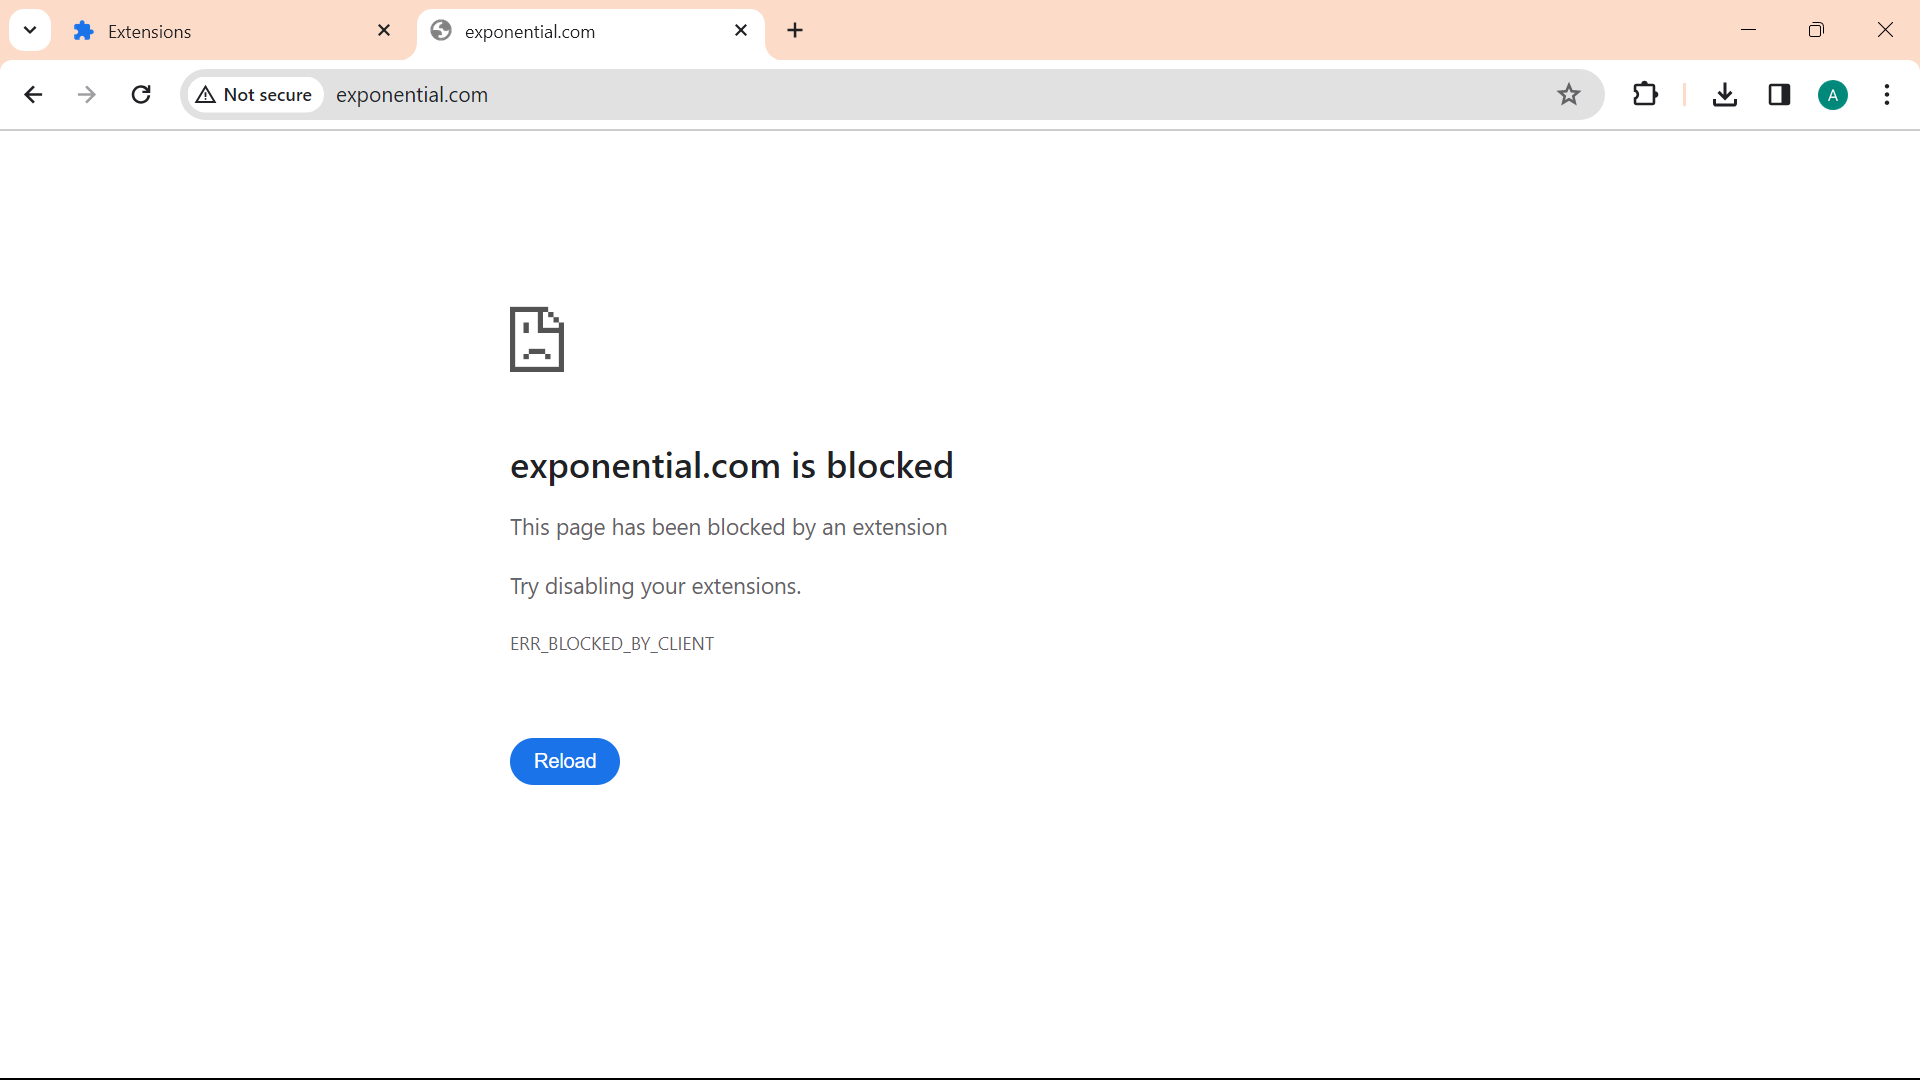 Extensions
exponential.com
Not secure
exponential.com
A
exponential.com is blocked
This page has been blocked by an extension
Try disabling your extensions.
ERR_BLOCKED_BY_CLIENT
Reload